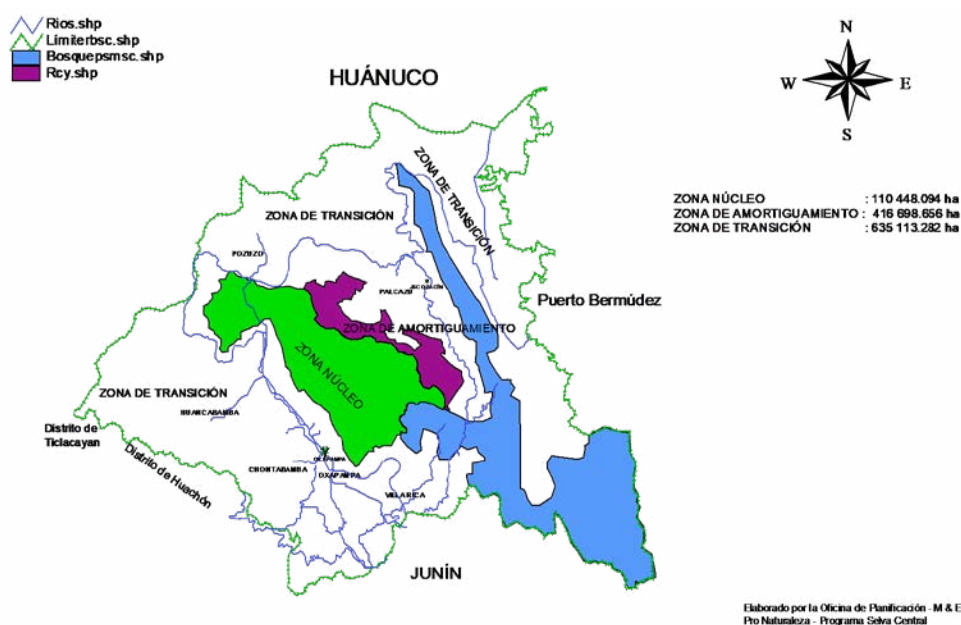 Rios.shp
Limiterbsc.shp
Bosquepsmsc.shp
Rcy.shp
HUÁNUCO
N
W E
S
ZONA NÚCLEO : 110 448.094 ha
ZONA DE AMORTIGUAMIENTO : 416 698.656 ha
ZONA DE TRANSICIÓN : 635 113.282 ha
ZONA DE TRANSICIÓN
ZONA DE TRANSICIÓN
POZUZO
PALCAZU
ISCOZACIN
Puerto Bermúdez
ZONA DE AMORTIGUAMIENTO
ZONA NÚCLEO
ZONA DE TRANSICIÓN
HUANCABAMBA
Distrito de
Ticlacayan
Distrito de Huachón
CHONTABAMBA
OXAPAMPA
OXAPAMPA
VILLARICA
JUNÍN
Elaborado por la Oficina de Planificación - M & E
Pro Naturaleza - Programa Selva Central